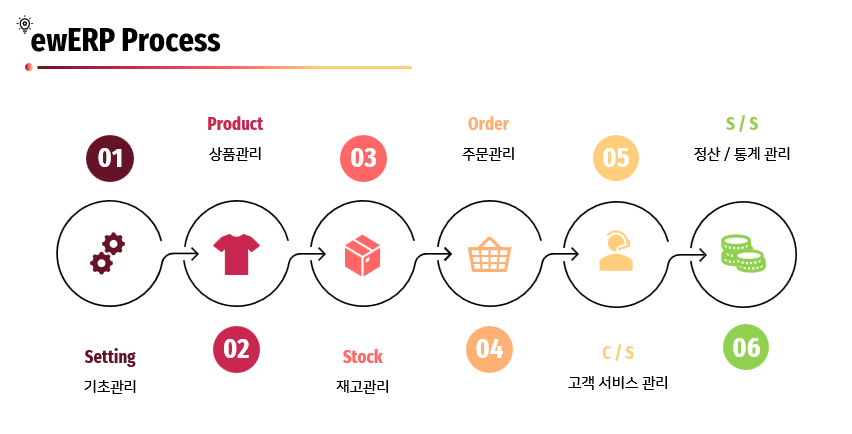 ewERP Process
01
Setting
기초관리
Product
상품관리
02
03
Stock
재고관리
Order
주문관리
04
05
C / S
고객 서비스 관리
S / S
정산 / 통계 관리
06